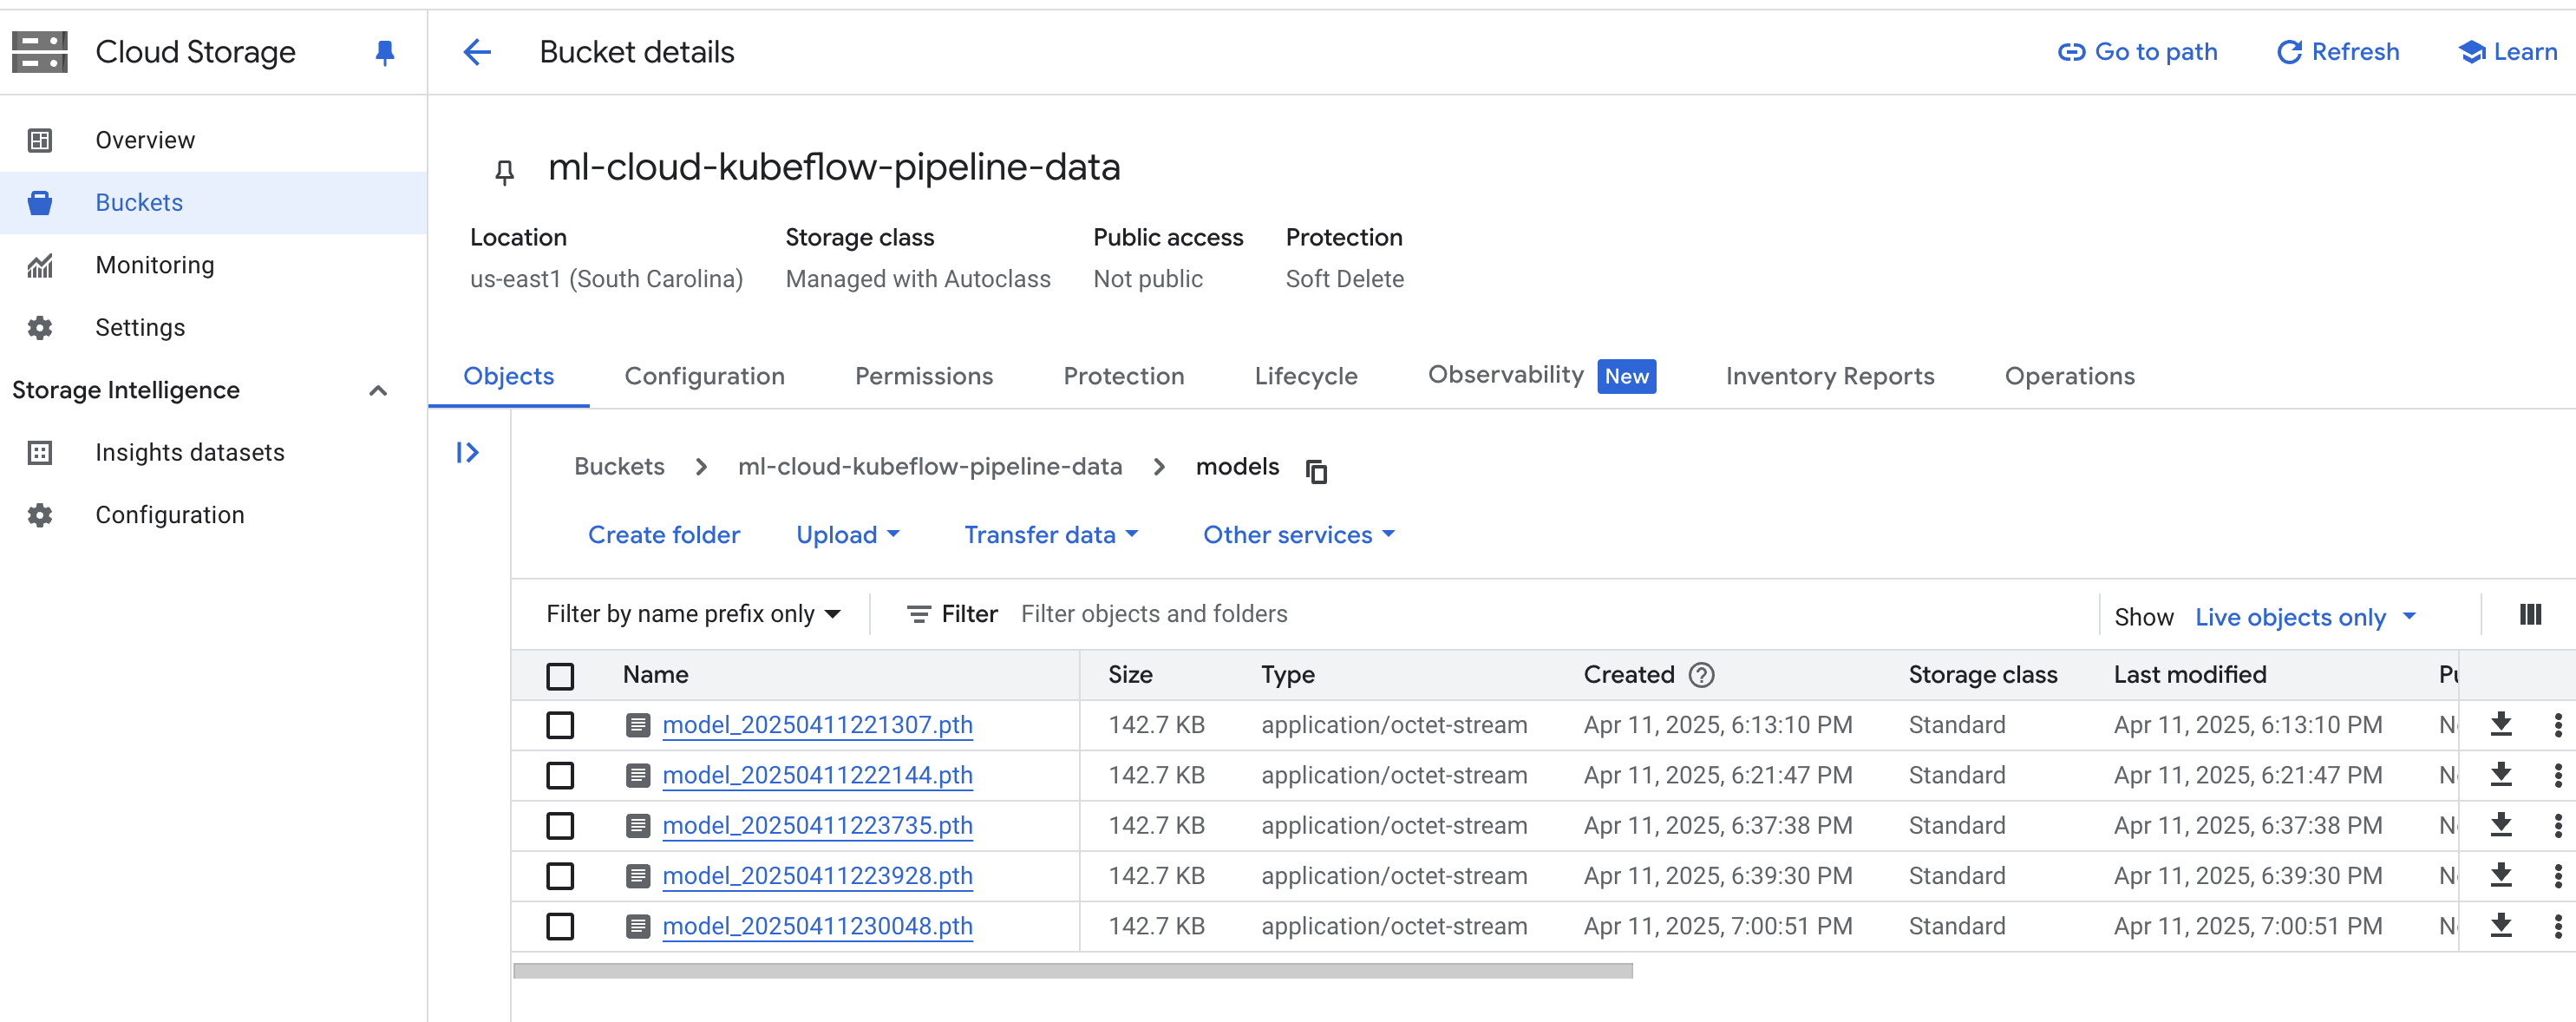 Cloud Storage
Bucket details
Go to path
Refresh
Learn
Overview
Buckets
Monitoring
Settings
Storage Intelligence
Insights datasets
Configuration
ml-cloud-kubeflow-pipeline-data
Location Storage class Public access Protection
us-east1 (South Carolina) Managed with Autoclass Not public Soft Delete
Objects Configuration Permissions Protection Lifecycle Observability New Inventory Reports Operations
Buckets ml-cloud-kubeflow-pipeline-data models
Create folder Upload Transfer data Other services
Filter by name prefix only Filter Filter objects and folders Show Live objects only
Name Size Type Created Storage class Last modified
model_20250411221307.pth 142.7 KB application/octet-stream Apr 11, 2025, 6:13:10 PM Standard Apr 11, 2025, 6:13:10 PM
model_20250411222144.pth 142.7 KB application/octet-stream Apr 11, 2025, 6:21:47 PM Standard Apr 11, 2025, 6:21:47 PM
model_20250411223735.pth 142.7 KB application/octet-stream Apr 11, 2025, 6:37:38 PM Standard Apr 11, 2025, 6:37:38 PM
model_20250411223928.pth 142.7 KB application/octet-stream Apr 11, 2025, 6:39:30 PM Standard Apr 11, 2025, 6:39:30 PM
model_20250411230048.pth 142.7 KB application/octet-stream Apr 11, 2025, 7:00:51 PM Standard Apr 11, 2025, 7:00:51 PM